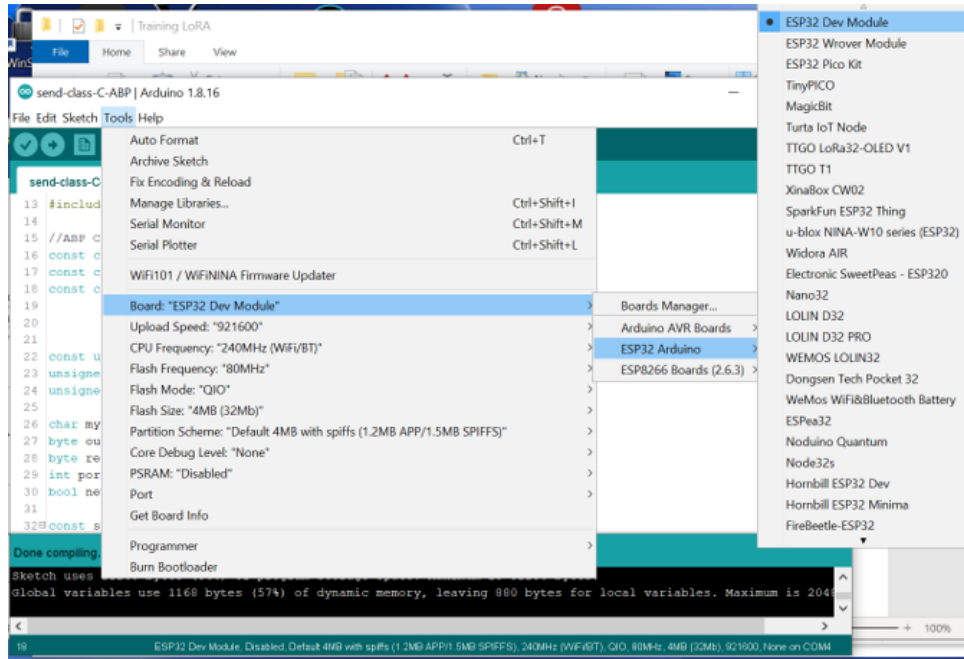 Training LoRA
File Home Share View
send-class-C-ABP | Arduino 1.8.16
File Edit Sketch Tools Help
send-class-C
13 #includ
14
15 //ABP C
16 const c
17 const c
18 const c
19
20
21
22 const u
23 unsigne
24 unsigne
25
26 char my
27 byte ou
28 byte re
29 int por
30 bool ne
31
32 const s
Auto Format Ctrl+T
Archive Sketch
Fix Encoding & Reload
Manage Libraries... Ctrl+Shift+I
Serial Monitor Ctrl+Shift+M
Serial Plotter Ctrl+Shift+L
WiFi101 / WiFiNINA Firmware Updater
Board: "ESP32 Dev Module"
Upload Speed: "921600"
CPU Frequency: "240MHz (WiFi/BT)"
Flash Frequency: "80MHz"
Flash Mode: "QIO"
Flash Size: "4MB (32Mb)"
Partition Scheme: "Default 4MB with spiffs (1.2MB APP/1.5MB SPIFFS)"
Core Debug Level: "None"
PSRAM: "Disabled"
Port
Get Board Info
Programmer
Burn Bootloader
Boards Manager...
Arduino AVR Boards
ESP32 Arduino
ESP8266 Boards (2.6.3)
ESP32 Dev Module
ESP32 Wrover Module
ESP32 Pico Kit
TinyPICO
MagicBit
Turta IoT Node
TTGO LoRa32-OLED V1
TTGO T1
XinaBox CW02
SparkFun ESP32 Thing
u-blox NINA-W10 series (ESP32)
Widora AIR
Electronic SweetPeas - ESP320
Nano32
LOLIN D32
LOLIN D32 PRO
WEMOS LOLIN32
Dongsen Tech Pocket 32
WeMos WiFi&Bluetooth Battery
ESPea32
Noduino Quantum
Node32s
Hornbill ESP32 Dev
Hornbill ESP32 Minima
FireBeetle-ESP32
Done compiling.
Sketch uses
Global variables use 1168 bytes (57%) of dynamic memory, leaving 880 bytes for local variables. Maximum is 2048
100%
18 ESP32 Dev Module, Disabled, Default 4MB with spiffs (1.2MB APP/1.5MB SPIFFS), 240MHz (WiFi/BT), QIO, 80MHz, 4MB (32Mb), 921600, None on COM4